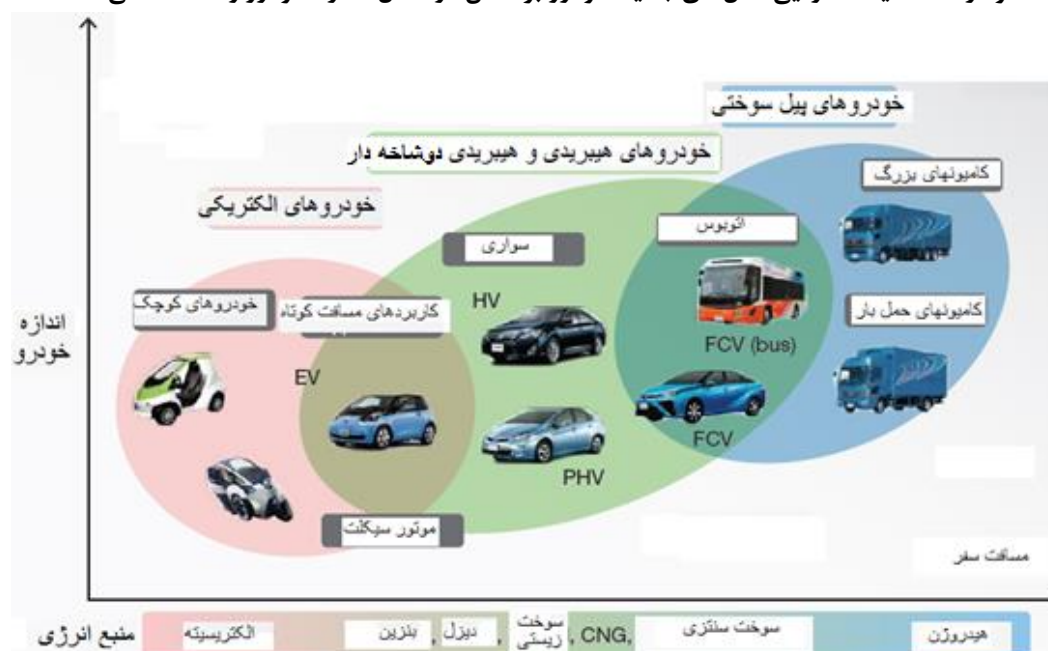 خودروهای پیل سوختی
خودروهای هیبریدی و هیبریدی دوشاخه دار
خودروهای الکتریکی
کامیونهای بزرگ
اتوبوس
سواری
خودروهای کوچک
کاربردهای مسافت کوتاه
HV
کامیونهای حمل بار
اندازه
خودرو
FCV (bus)
EV
FCV
PHV
موتور سیکلت
مسافت سفر
منبع انرژی
الکتریسیته
بنزین , دیزل , سوخت زیستی , CNG, سوخت سنتزی
هیدروژن